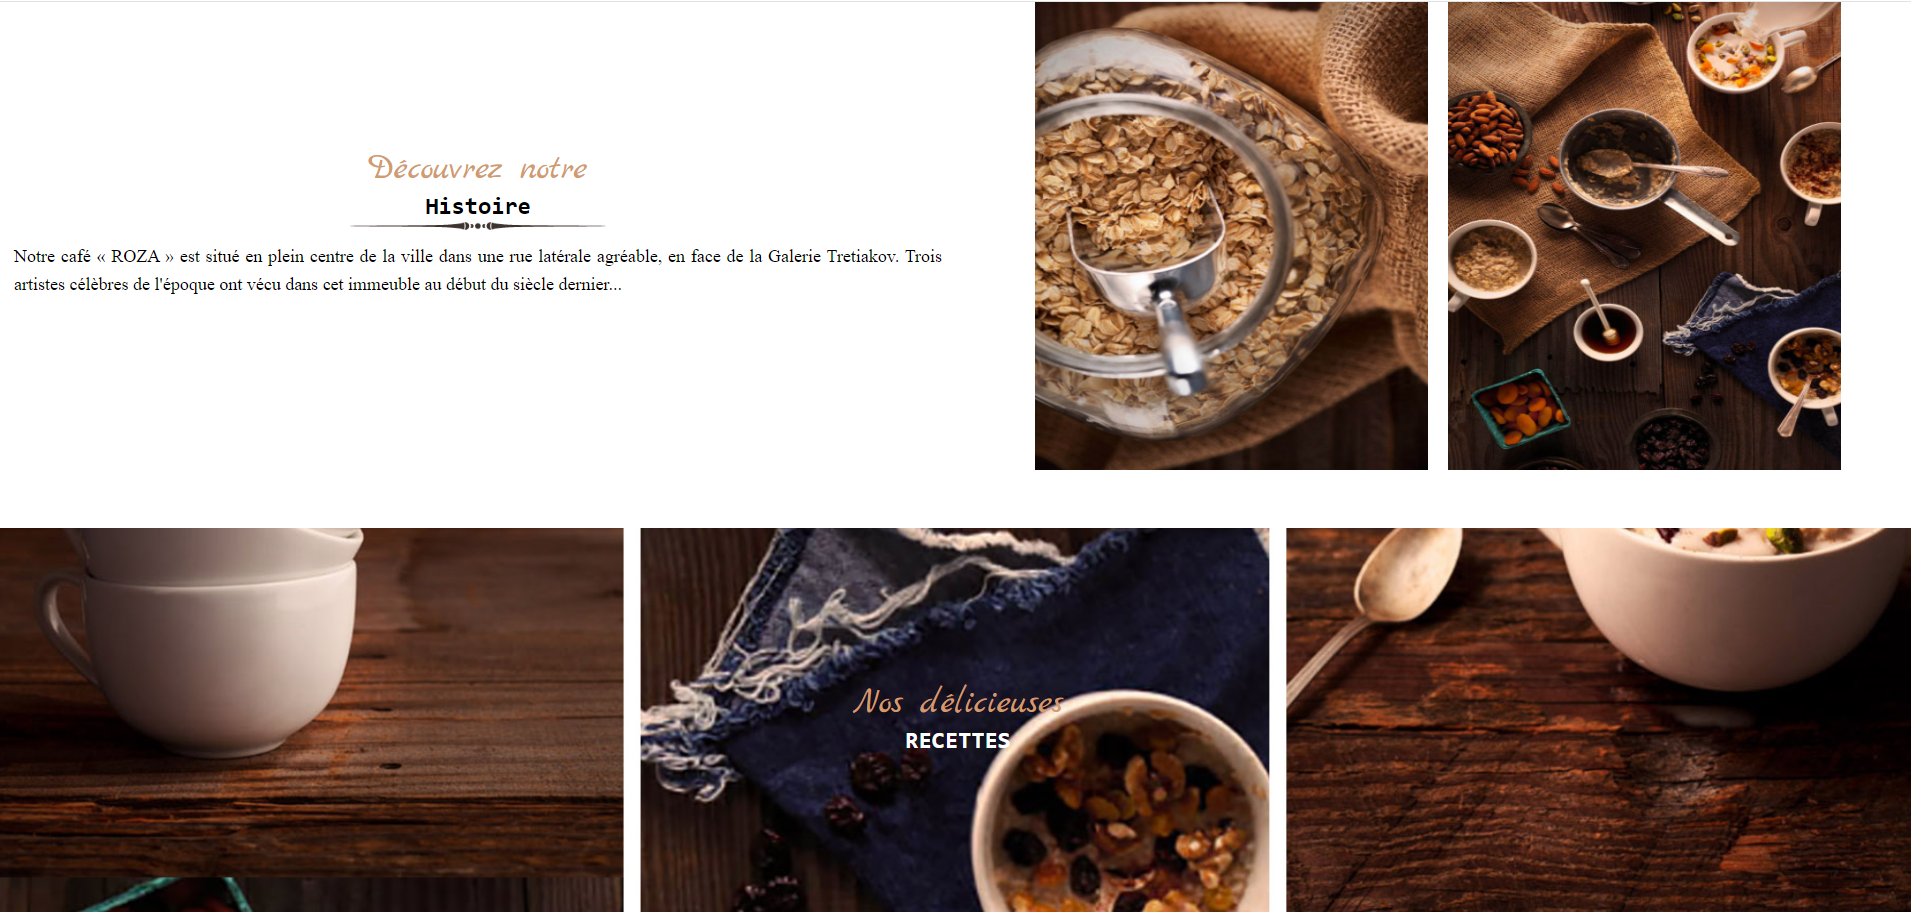 Découvrez notre
Histoire
Notre café « ROZA » est situé en plein centre de la ville dans une rue latérale agréable, en face de la Galerie Tretiakov. Trois
artistes célèbres de l'époque ont vécu dans cet immeuble au début du siècle dernier...
Nos délicieuses
RECETTES